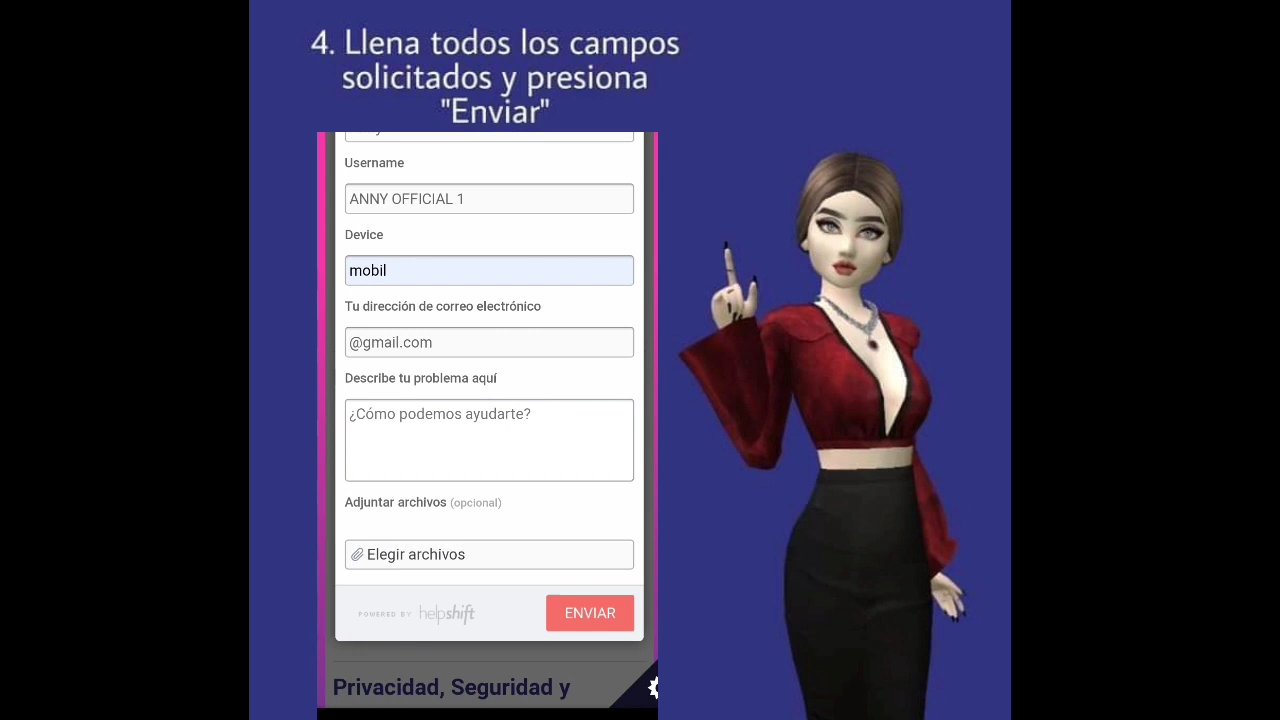 4. Llena todos los campos
solicitados y presiona
"Enviar"
Username
ANNY OFFICIAL 1
Device
mobil
Tu dirección de correo electrónico
@gmail.com
Describe tu problema aquí
¿Cómo podemos ayudarte?
Adjuntar archivos (opcional)
Elegir archivos
POWERED BY helpshift
ENVIAR
Privacidad, Seguridad y